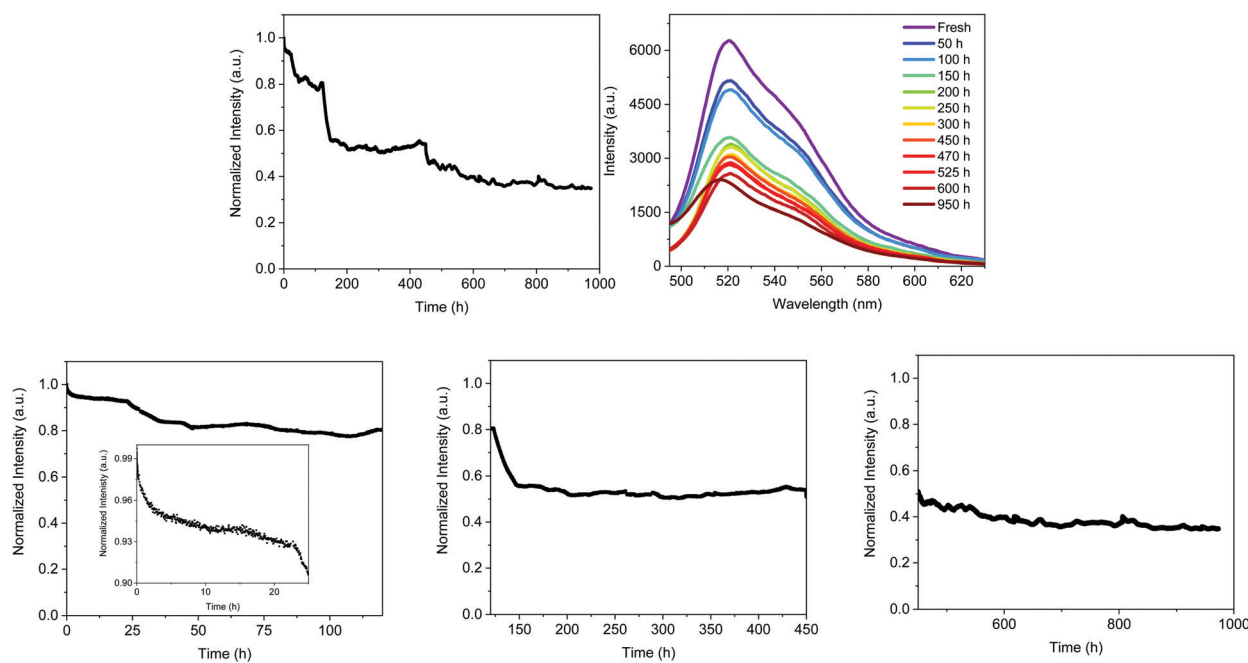 Normalized Intensity (a.u.)
1.0
0.8
0.6
0.4
0.2
0.0
0 200 400 600 800 1000
Time (h)
Intensity (a.u.)
6000
4500
3000
1500
0
500 520 540 560 580 600 620
Wavelength (nm)
Fresh
50 h
100 h
150 h
200 h
250 h
300 h
450 h
470 h
525 h
600 h
950 h
Normalized Intensity (a.u.)
1.0
0.8
0.6
0.4
0.2
0.0
0 25 50 75 100
Time (h)
Normalized Intenisty (a.u.)
0.99
0.96
0.93
0.90
0 10 20
Time (h)
Normalized Intensity (a.u.)
1.0
0.8
0.6
0.4
0.2
0.0
150 200 250 300 350 400 450
Time (h)
Normalized Intensity (a.u.)
1.0
0.8
0.6
0.4
0.2
0.0
600 800 1000
Time (h)